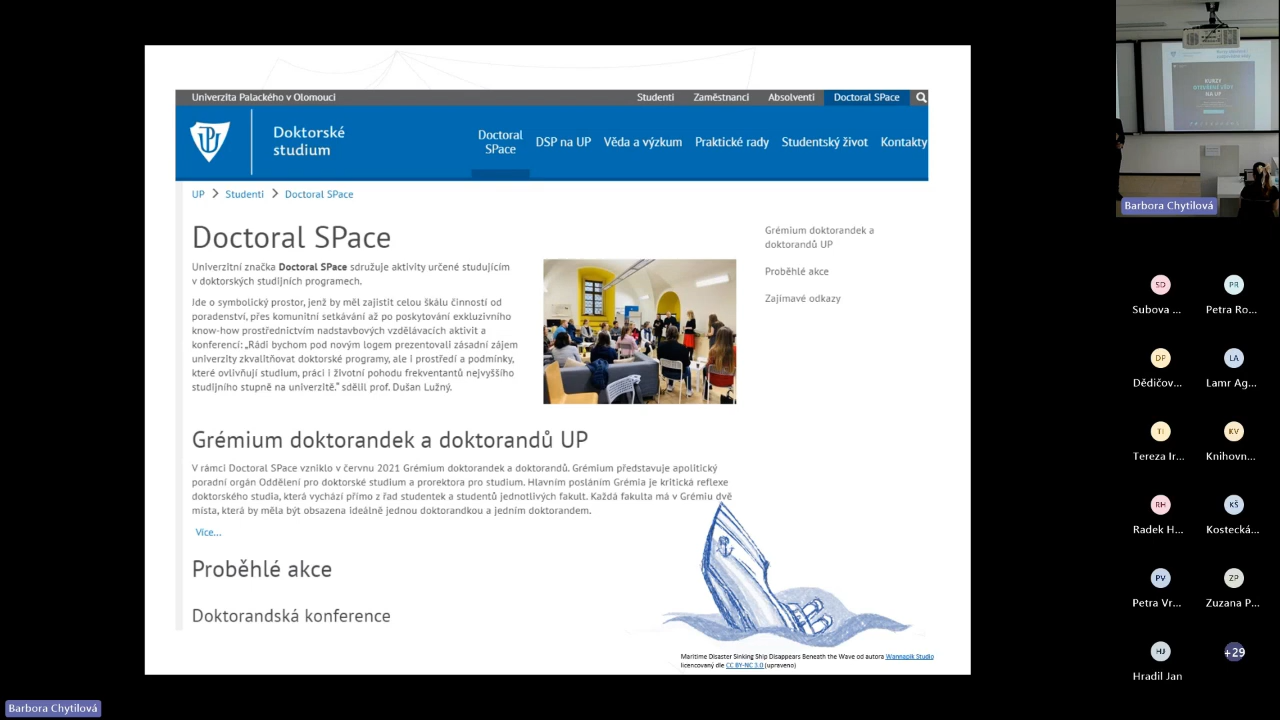 Univerzita Palackého v Olomouci
Studenti Zaměstnanci Absolventi Doctoral SPace
Doktorské
studium
Doctoral
SPace
DSP na UP Věda a výzkum Praktické rady Studentský život Kontakty
UP > Studenti > Doctoral SPace
Doctoral SPace
Univerzitní značka Doctoral SPace sdružuje aktivity určené studujícím
v doktorských studijních programech.
Ide o symbolický prostor, jenž by měl zajistit celou škálu činností od
poradenství, přes komunitní setkávání až po poskytování exkluzivního
know-how prostřednictvím nadstavbových vzdělávacích aktivit a
konferencí: „Rádi bychom pod novým logem prezentovali zásadní zájem
univerzity zkvalitňovat doktorské programy, ale i prostředí a podmínky,
které ovlivňují studium, práci i životní pohodu frekventantů nejvyššího
studijního stupně na univerzitě." sdělil prof. Dušan Lužný.
Grémium doktorandek a
doktorandů UP
Proběhlé akce
Zajímavé odkazy
Grémium doktorandek a doktorandů UP
V rámci Doctoral SPace vzniklo v červnu 2021 Grémium doktorandek a doktorandů. Grémium představuje apolitický
poradní orgán Oddělení pro doktorské studium a prorektora pro studium. Hlavním posláním Grémia je kritická reflexe
doktorského studia, která vychází přímo z řad studentek a studentů jednotlivých fakult. Každá fakulta má v Grémiu dvě
místa, která by měla být obsazena ideálně jednou doktorandkou a jedním doktorandem.
Více...
Proběhlé akce
Doktorandská konference
Maritime Disaster Sinking Ship Disappears Beneath the Wave od autora Wannapik Studio
licencovaný dle CC BY-NC 3.0 (upraveno)
Barbora Chytilová
KURZY
NA UP
Barbora Chytilová
SD PR
Subova ... Petra Ro...
DP LA
Dědičov... Lamr Ag...
TI KV
Tereza Ir... Knihovn...
RH KŠ
Radek H... Kostecká...
PV ZP
Petra Vr... Zuzana P...
HJ +29
Hradil Jan